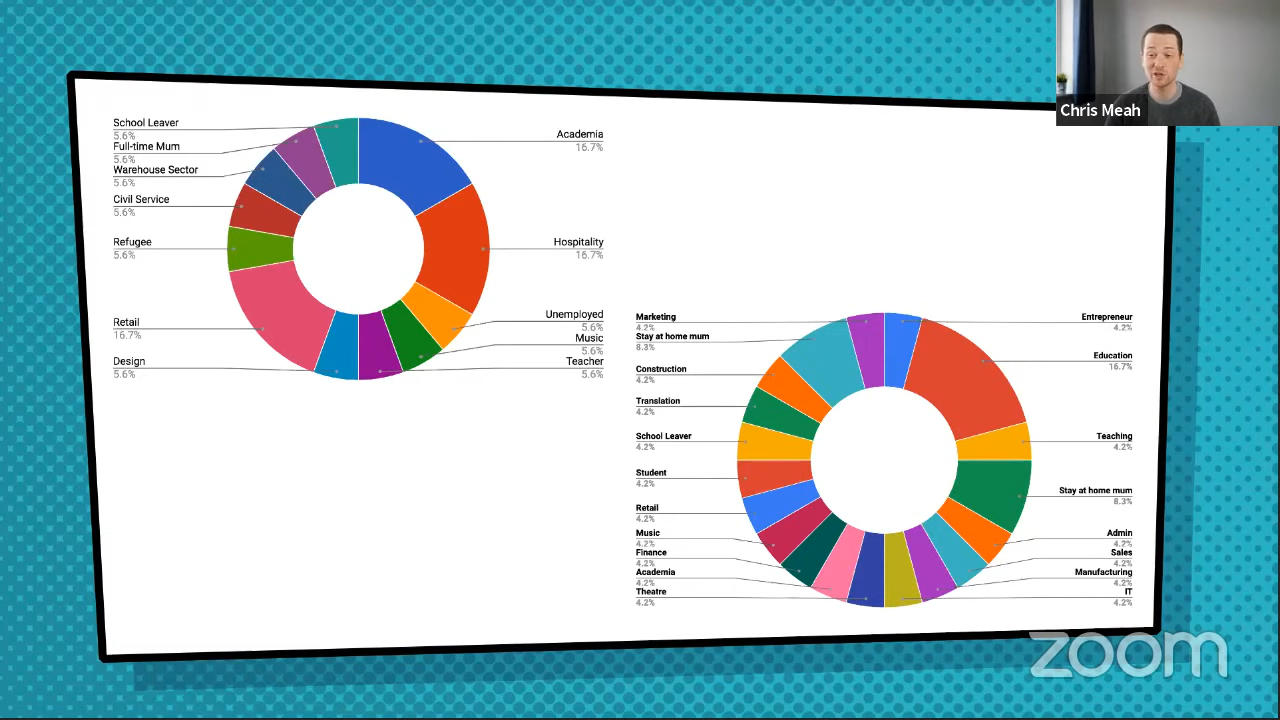 Chris Meah
School Leaver
5.6%
Full-time Mum
5.6%
Warehouse Sector
5.6%
Civil Service
5.6%
Refugee
5.6%
Retail
16.7%
Design
5.6%
Academia
16.7%
Hospitality
16.7%
Unemployed
5.6%
Music
5.6%
Teacher
5.6%
Marketing
4.2%
Stay at home mum
8.3%
Construction
4.2%
Translation
4.2%
School Leaver
4.2%
Student
4.2%
Retail
4.2%
Music
4.2%
Finance
4.2%
Academia
4.2%
Theatre
4.2%
Entrepreneur
4.2%
Education
16.7%
Teaching
4.2%
Stay at home mum
8.3%
Admin
4.2%
Sales
4.2%
Manufacturing
4.2%
IT
4.2%
zoom